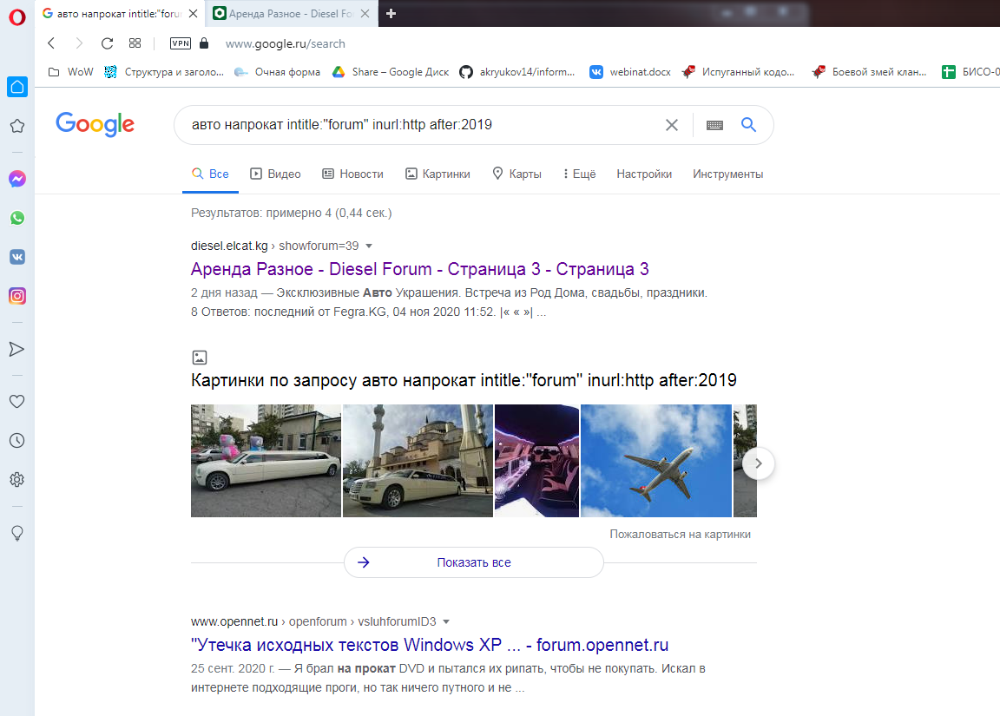 авто напрокат intitle:"forum
Аренда Разное - Diesel Fo
VPN
www.google.ru/search
WoW
Структура и заголо...
Очная форма
Share – Google Диск
akryukov14/inform...
webinat.docx
Испуганный кодо...
Боевой змей клан...
БИСО-0
Google
авто напрокат intitle:"forum" inurl:http after:2019
Все
Видео
Новости
Картинки
Карты
Ещё
Настройки
Инструменты
Результатов: примерно 4 (0,44 сек.)
diesel.elcat.kg › showforum=39
Аренда Разное - Diesel Forum - Страница 3 - Страница 3
2 дня назад — Эксклюзивные Авто Украшения. Встреча из Род Дома, свадьбы, праздники.
8 Ответов: последний от Fegra.KG, 04 ноя 2020 11:52. |« « »| ...
Картинки по запросу авто напрокат intitle:"forum" inurl:http after:2019
Пожаловаться на картинки
Показать все
www.opennet.ru › openforum › vsluhforumID3
"Утечка исходных текстов Windows XP ... - forum.opennet.ru
25 сент. 2020 г. — Я брал на прокат DVD и пытался их рипать, чтобы не покупать. Искал в
интернете подходящие проги, но так ничего путного и не ...